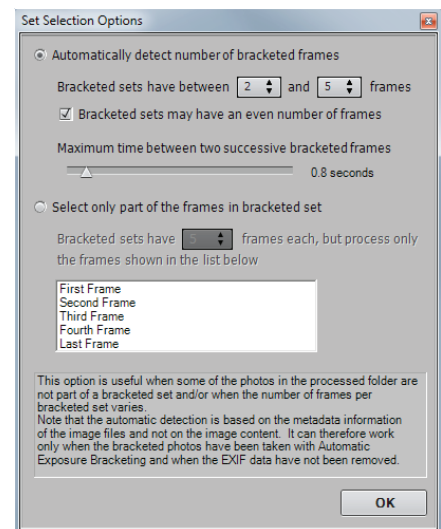 Set Selection Options
Automatically detect number of bracketed frames
Bracketed sets have between 2 and 5 frames
Bracketed sets may have an even number of frames
Maximum time between two successive bracketed frames
0.8 seconds
Select only part of the frames in bracketed set
Bracketed sets have 5 frames each, but process only
the frames shown in the list below
First Frame
Second Frame
Third Frame
Fourth Frame
Last Frame
This option is useful when some of the photos in the processed folder are
not part of a bracketed set and/or when the number of frames per
bracketed set varies.
Note that the automatic detection is based on the metadata information
of the image files and not on the image content. It can therefore work
only when the bracketed photos have been taken with Automatic
Exposure Bracketing and when the EXIF data have not been removed.
OK